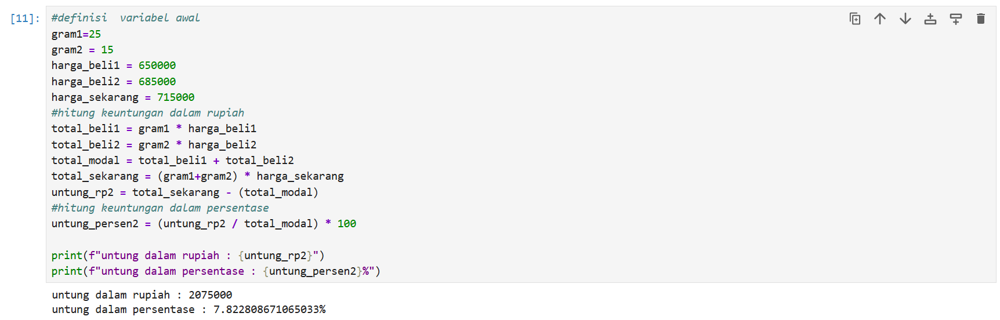 [11]:
#definisi  variabel awal
gram1=25
gram2 = 15
harga_beli1 = 650000
harga_beli2 = 685000
harga_sekarang = 715000
#hitung keuntungan dalam rupiah
total_beli1 = gram1 * harga_beli1
total_beli2 = gram2 * harga_beli2
total_modal = total_beli1 + total_beli2
total_sekarang = (gram1+gram2) * harga_sekarang
untung_rp2 = total_sekarang - (total_modal)
#hitung keuntungan dalam persentase
untung_persen2 = (untung_rp2 / total_modal) * 100
print(f"untung dalam rupiah : {untung_rp2}")
print(f"untung dalam persentase : {untung_persen2}%")
untung dalam rupiah : 2075000
untung dalam persentase : 7.822808671065033%